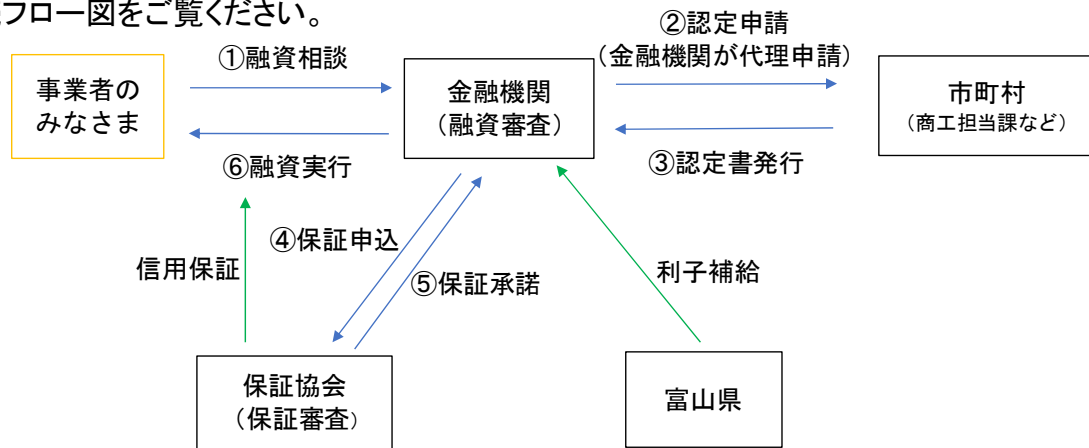 フロー図をご覧ください。
②認定申請
(金融機関が代理申請)
①融資相談
事業者の
みなさま
金融機関
(融資審査)
市町村
(商工担当課など)
⑥融資実行
③認定書発行
④保証申込
信用保証
⑤保証承諾
利子補給
保証協会
(保証審査)
富山県